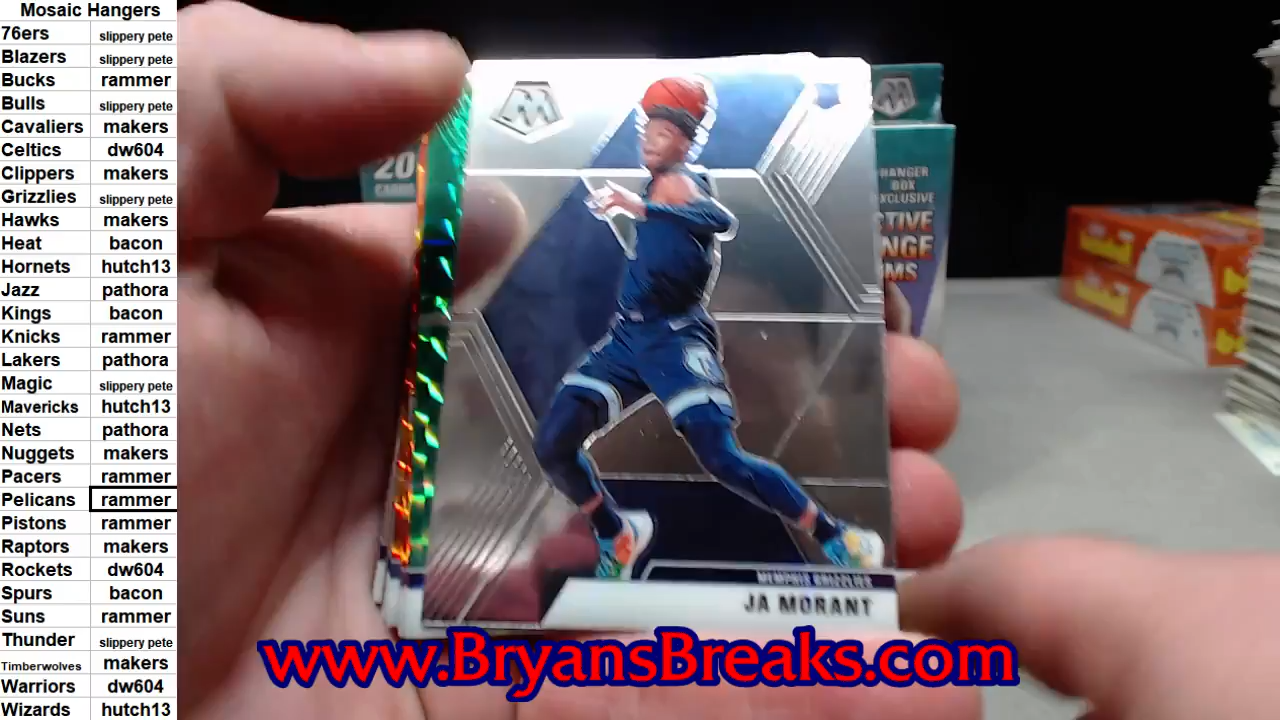 Mosaic Hangers
76ers slippery pete
Blazers slippery pete
Bucks rammer
Bulls slippery pete
Cavaliers makers
Celtics dw604
Clippers makers
Grizzlies slippery pete
Hawks makers
Heat bacon
Hornets hutch13
Jazz pathora
Kings bacon
Knicks rammer
Lakers pathora
Magic slippery pete
Mavericks hutch13
Nets pathora
Nuggets makers
Pacers rammer
Pelicans rammer
Pistons rammer
Raptors makers
Rockets dw604
Spurs bacon
Suns rammer
Thunder slippery pete
Timberwolves makers
Warriors dw604
Wizards hutch13
20
CARDS
HANGER
BOX
EXCLUSIVE
MEMPHIS GRIZZLIES
JA MORANT
www.BryansBreaks.com